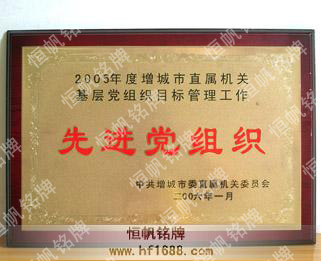 2005年度增城市直属机关
基层党组织目标管理工作
先进党组织
中共增城市委直属机关委员会
二00六年一月
恒帆铭牌
www.hf1688.com